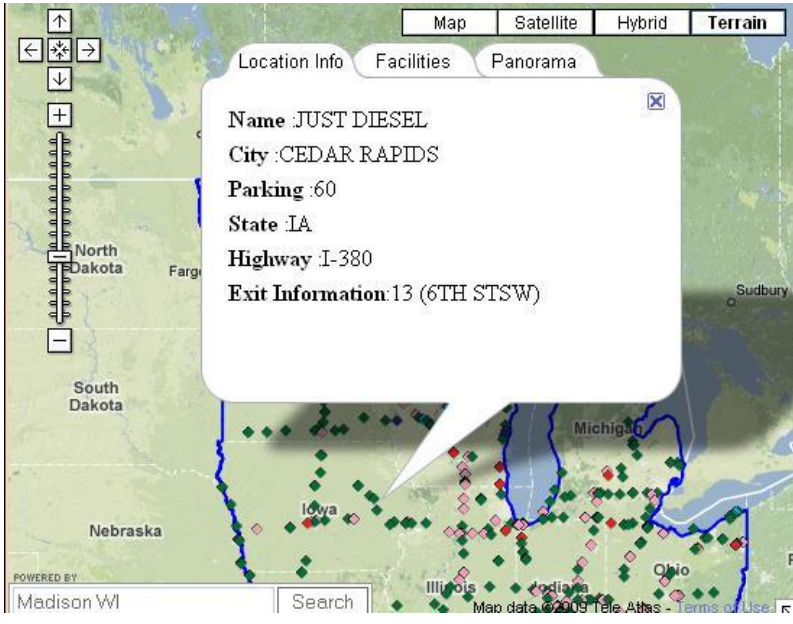 Map Satellite Hybrid Terrain
Location Info Facilities Panorama
Name :JUST DIESEL
City :CEDAR RAPIDS
Parking :60
State :IA
Highway :I-380
Exit Information:13 (6TH STSW)
North
Dakota
Farg
Sudbury
South
Dakota
Michigan
Iowa
Nebraska
Ohio
Illinois
Indiana
POWERED BY
Madison WI
Search
Map data ©2009 Tele Atlas - Terms of Use